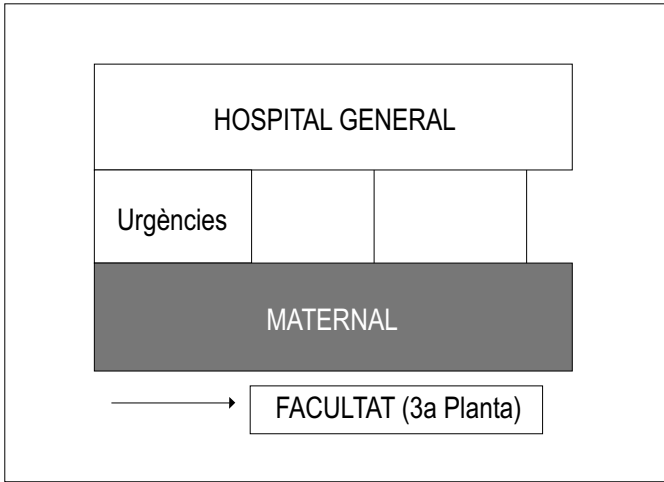 HOSPITAL GENERAL
Urgències
MATERNAL
FACULTAT (3a Planta)